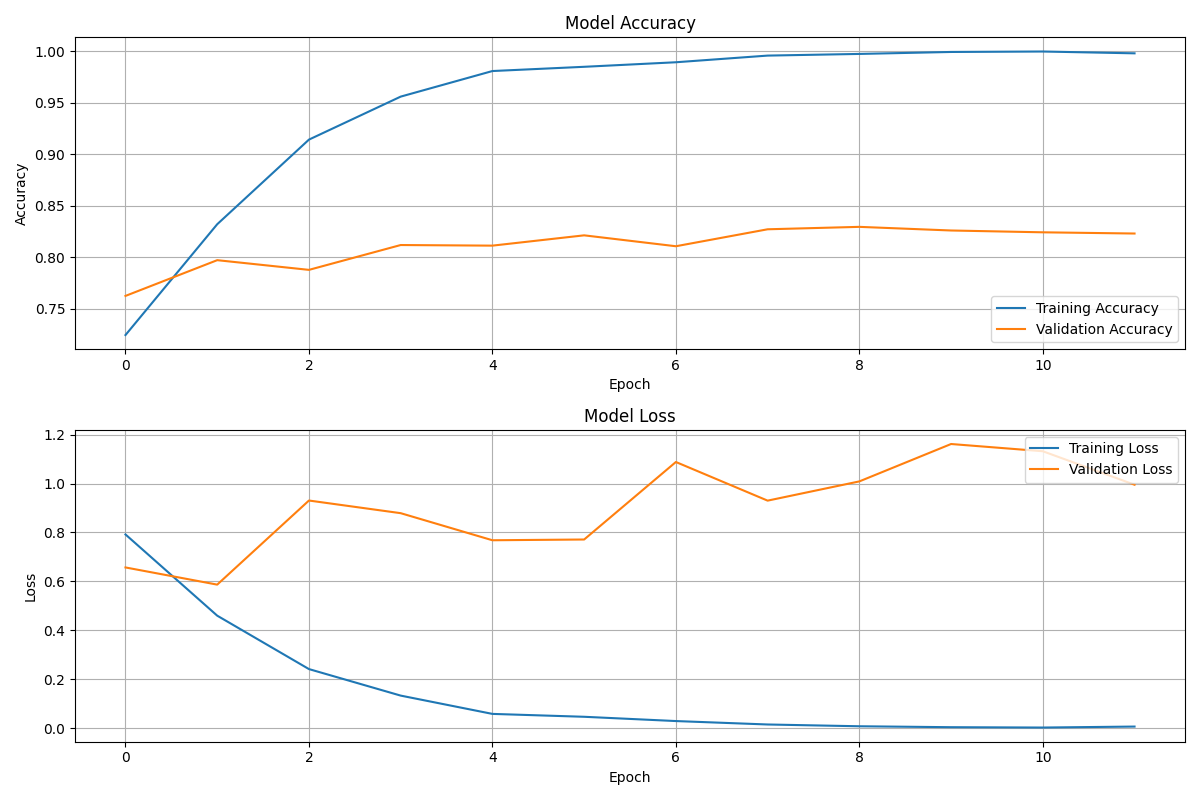 Model Accuracy
1.00
0.95
0.90
0.85
0.80
0.75
Accuracy
Training Accuracy
Validation Accuracy
0 2 4 6 8 10
Epoch
Model Loss
1.2
1.0
0.8
0.6
0.4
0.2
0.0
Loss
Training Loss
Validation Loss
0 2 4 6 8 10
Epoch